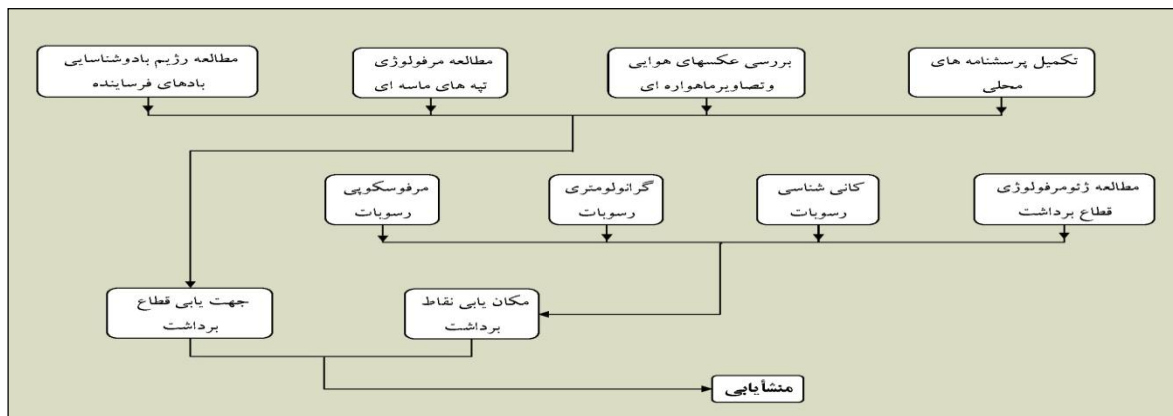 تکمیل پرسشنامه های
محلی
بررسی عکسهای هوایی
وتصاویرماهواره ای
مطالعه مرفولوژی
تپه های ماسه ای
مطالعه رژیم بادوشناسایی
بادهای فرساینده
مطالعه ژئومرفولوژی
قطاع برداشت
کانی شناسی
رسوبات
گرانولومتری
رسوبات
مرفوسکوپی
رسوبات
مکان یابی نقاط
برداشت
جهت یابی قطاع
برداشت
منشأیابی